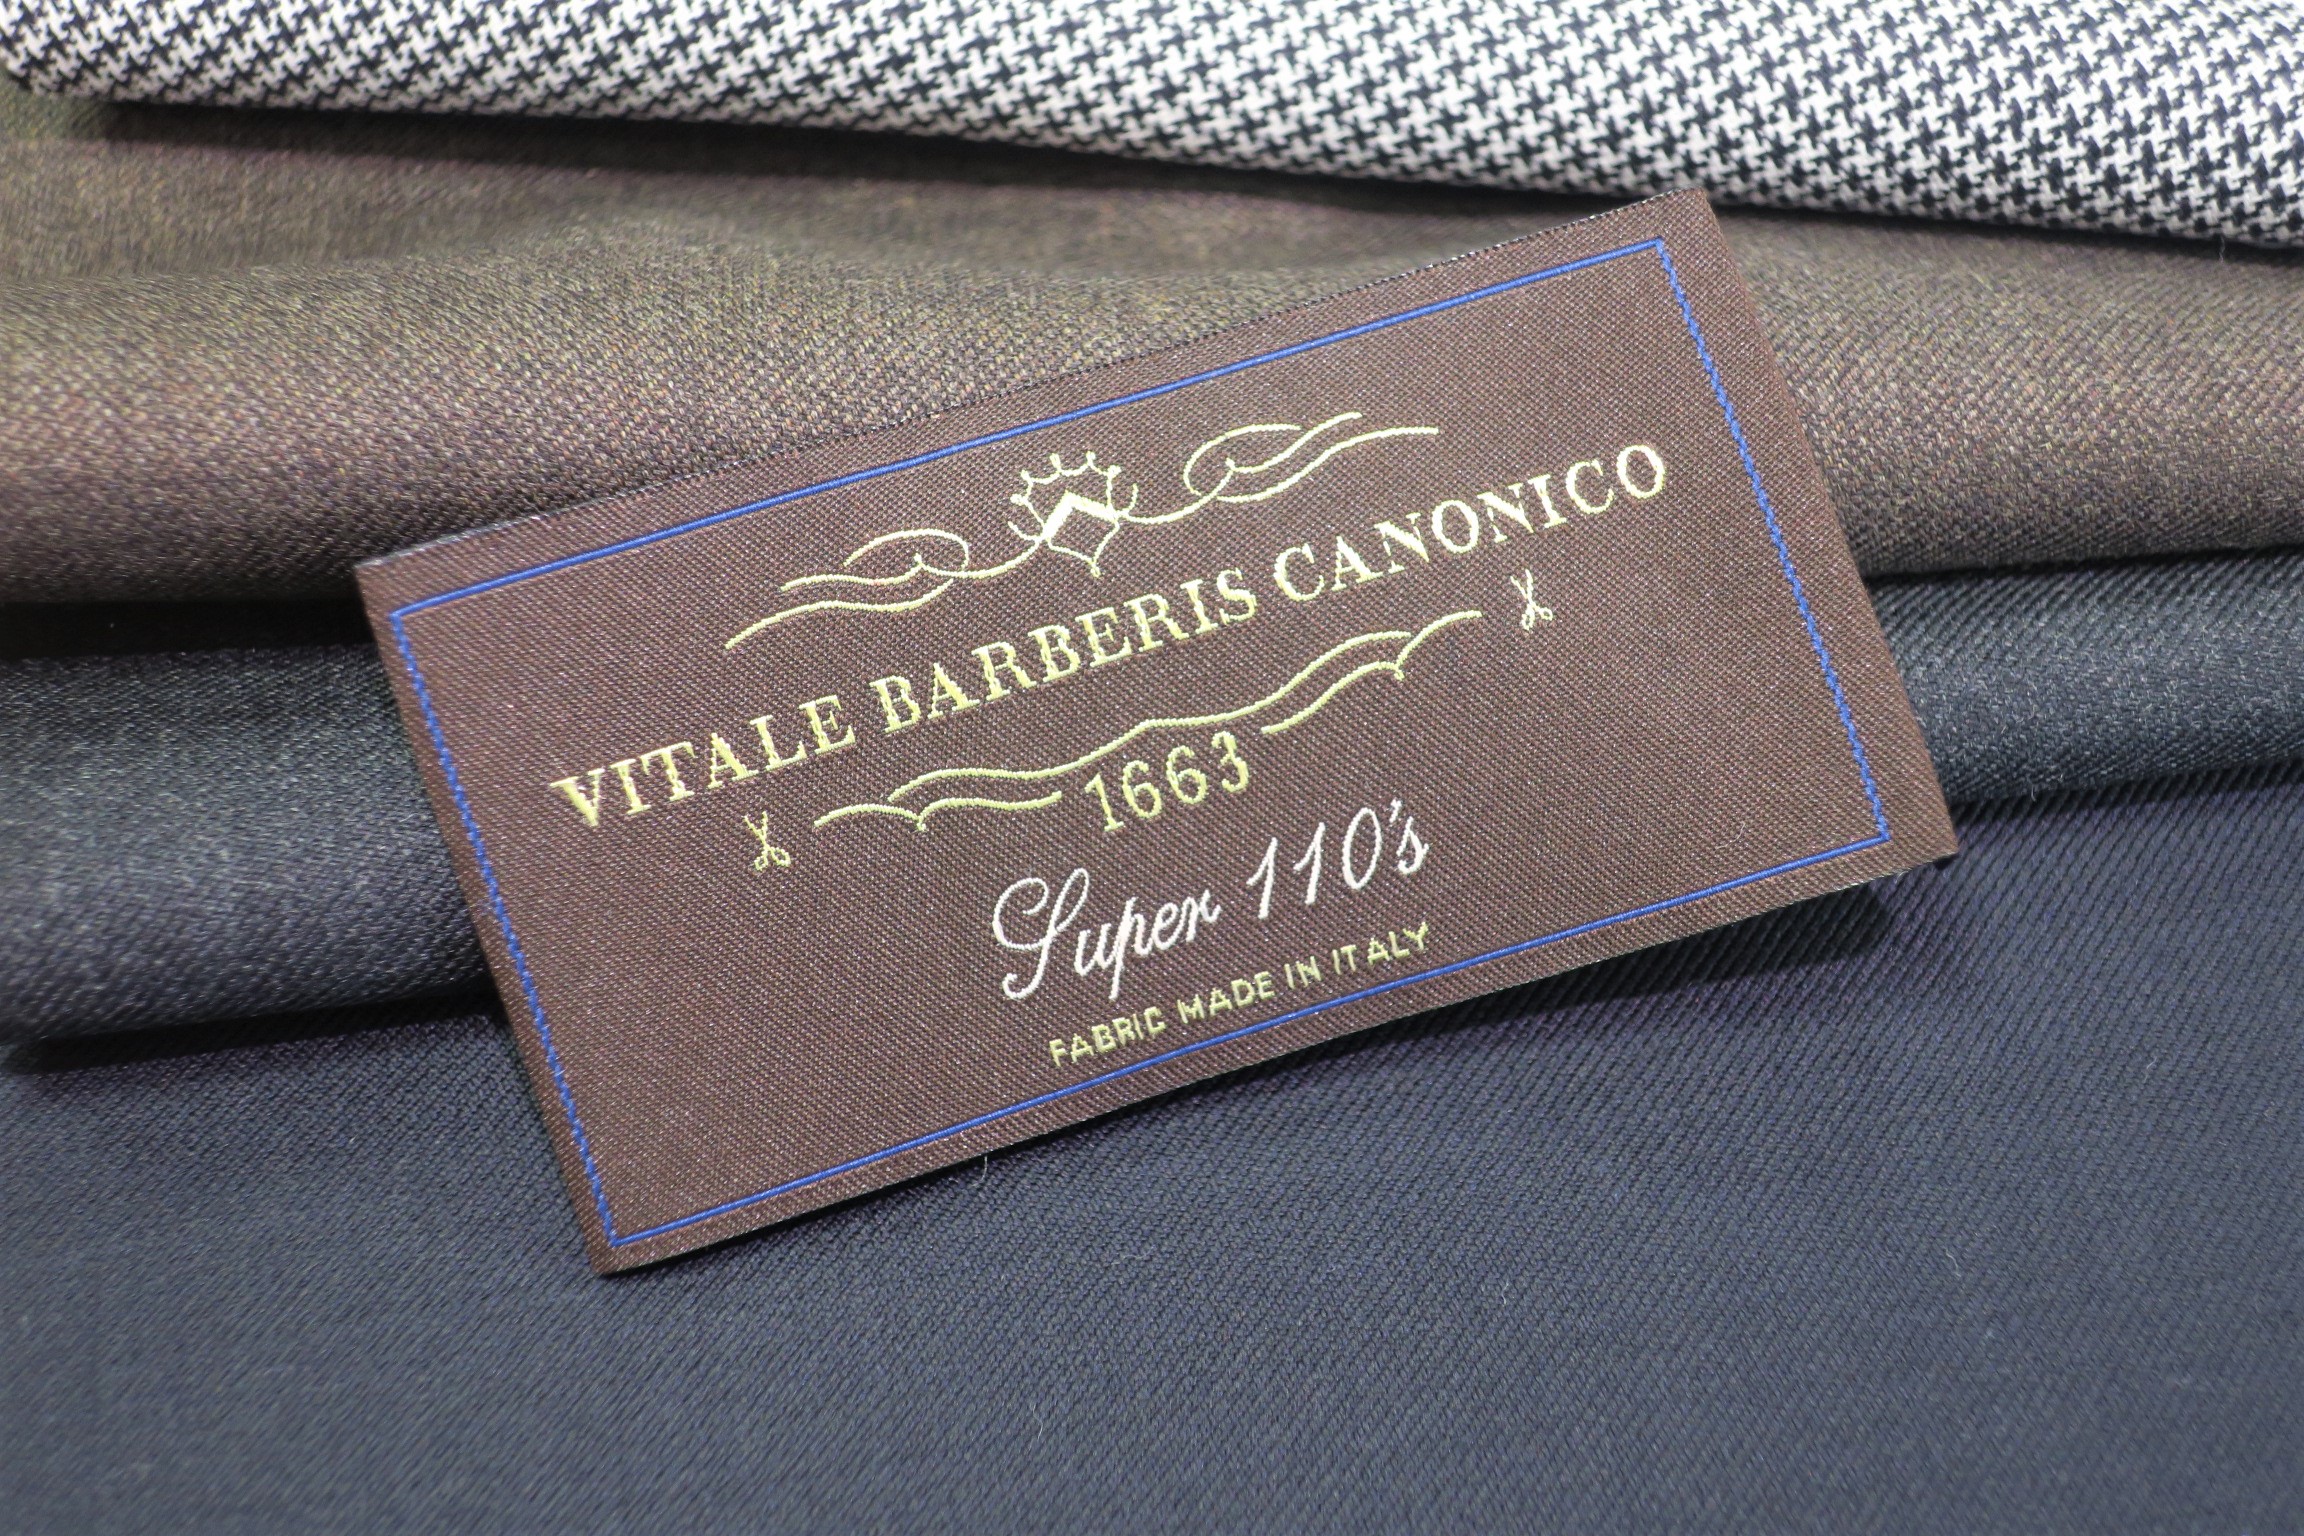 VITALE BARBERIS CANONICO
1663
Super 110's
FABRIC MADE IN ITALY